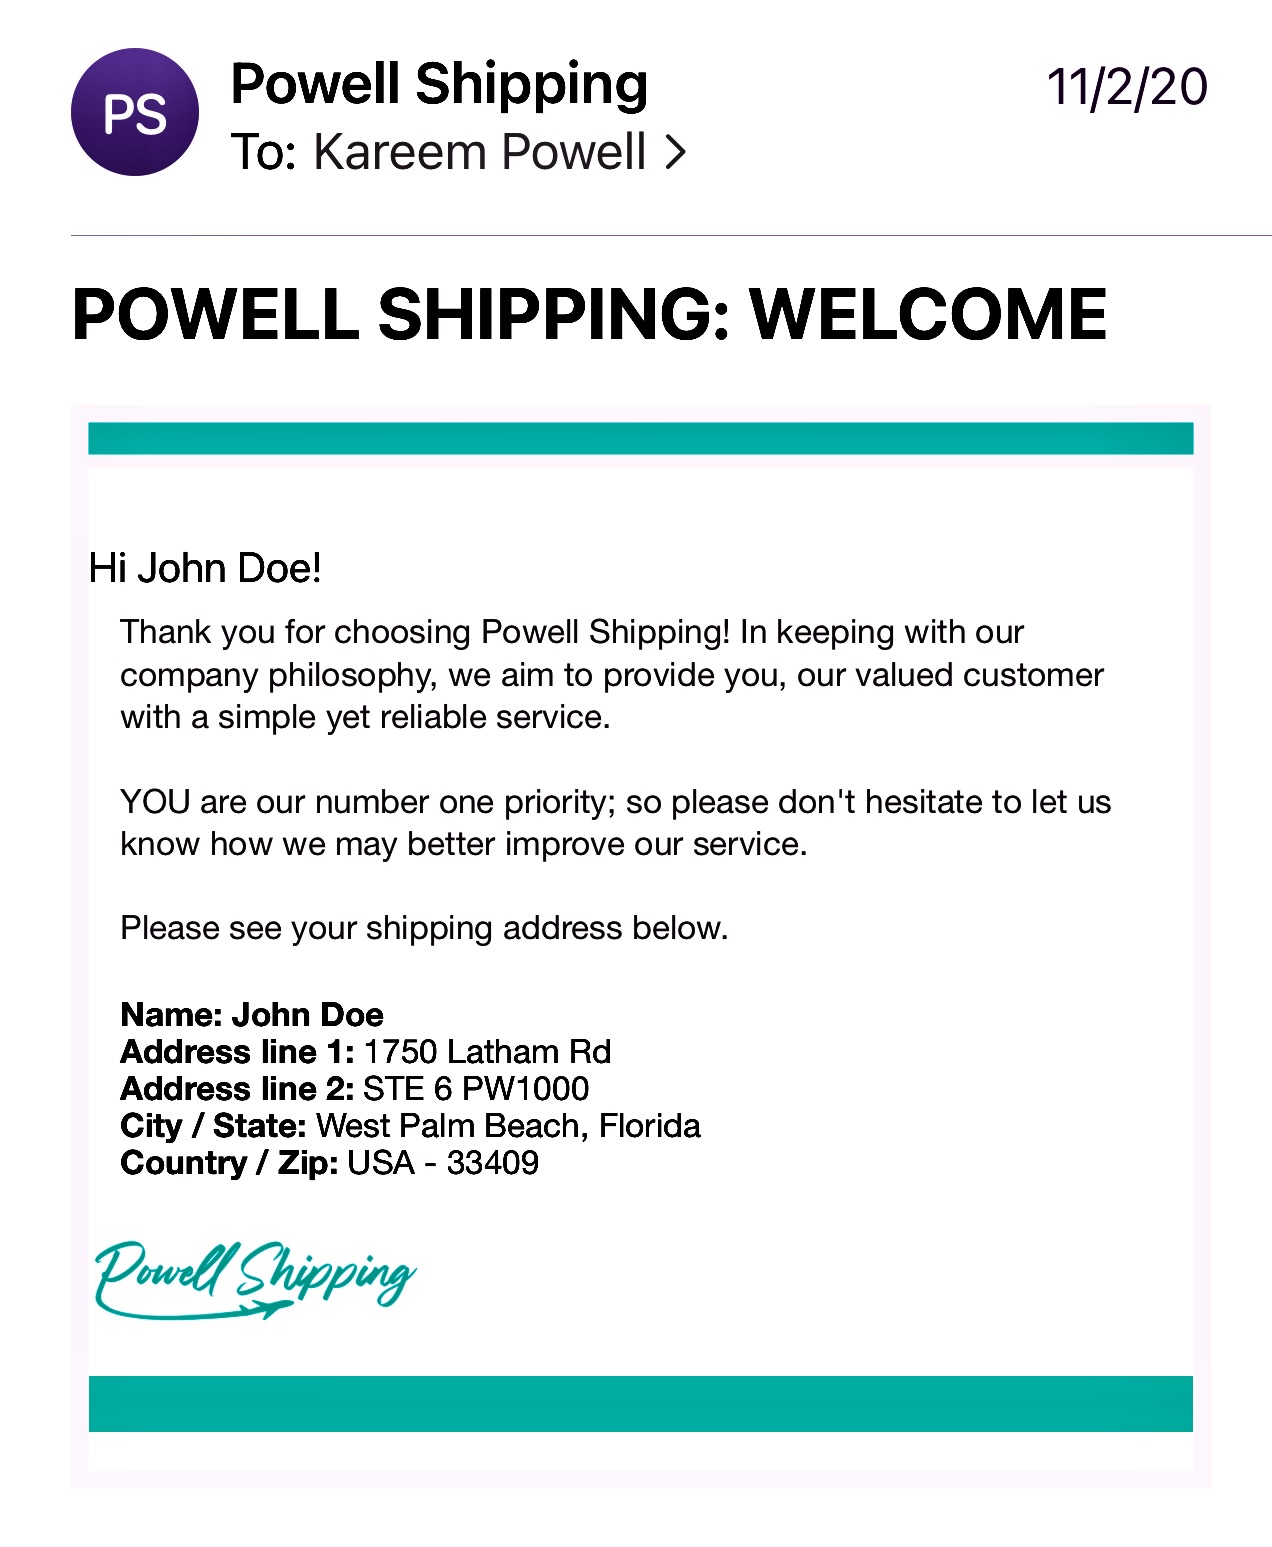 PS
Powell Shipping
11/2/20
To: Kareem Powell >
POWELL SHIPPING: WELCOME
Hi John Doe!
Thank you for choosing Powell Shipping! In keeping with our
company philosophy, we aim to provide you, our valued customer
with a simple yet reliable service.
YOU are our number one priority; so please don't hesitate to let us
know how we may better improve our service.
Please see your shipping address below.
Name: John Doe
Address line 1: 1750 Latham Rd
Address line 2: STE 6 PW1000
City / State: West Palm Beach, Florida
Country / Zip: USA - 33409
Powell Shipping